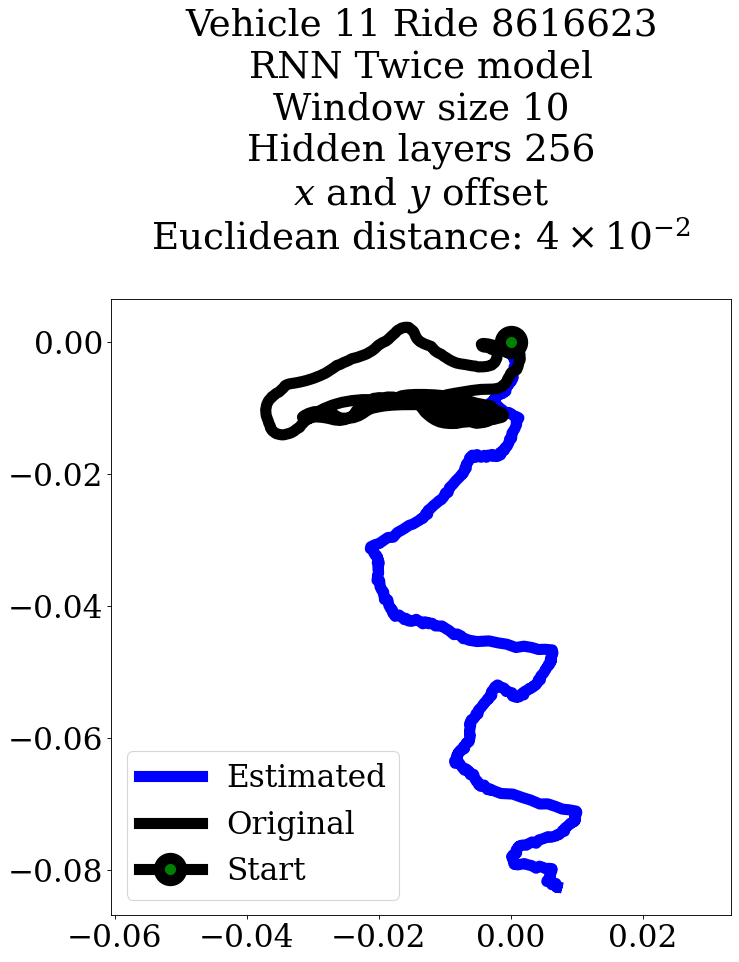 Vehicle 11 Ride 8616623
RNN Twice model
Window size 10
Hidden layers 256
x and y offset
Euclidean distance: 4 × 10⁻²
0.00
−0.02
−0.04
−0.06
−0.08
Estimated
Original
Start
−0.06 −0.04 −0.02 0.00 0.02